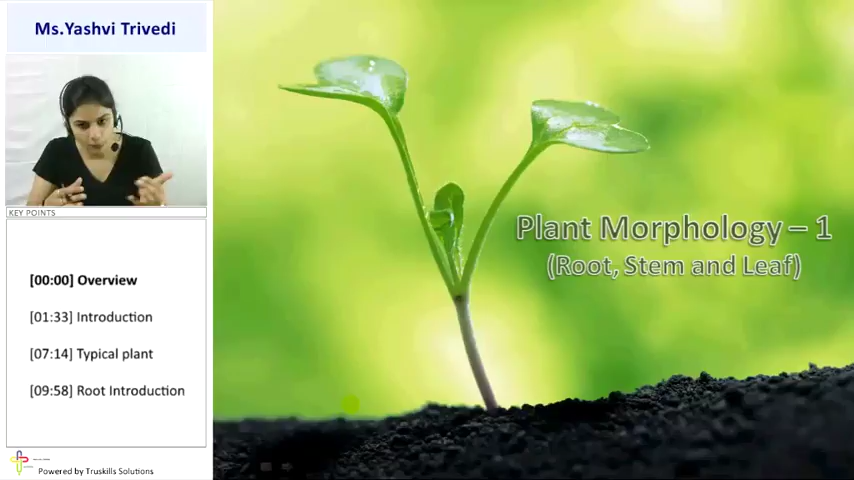 Ms.Yashvi Trivedi
KEY POINTS
[00:00] Overview
[01:33] Introduction
[07:14] Typical plant
[09:58] Root Introduction
Powered by Truskills Solutions
Plant Morphology – 1
(Root, Stem and Leaf)